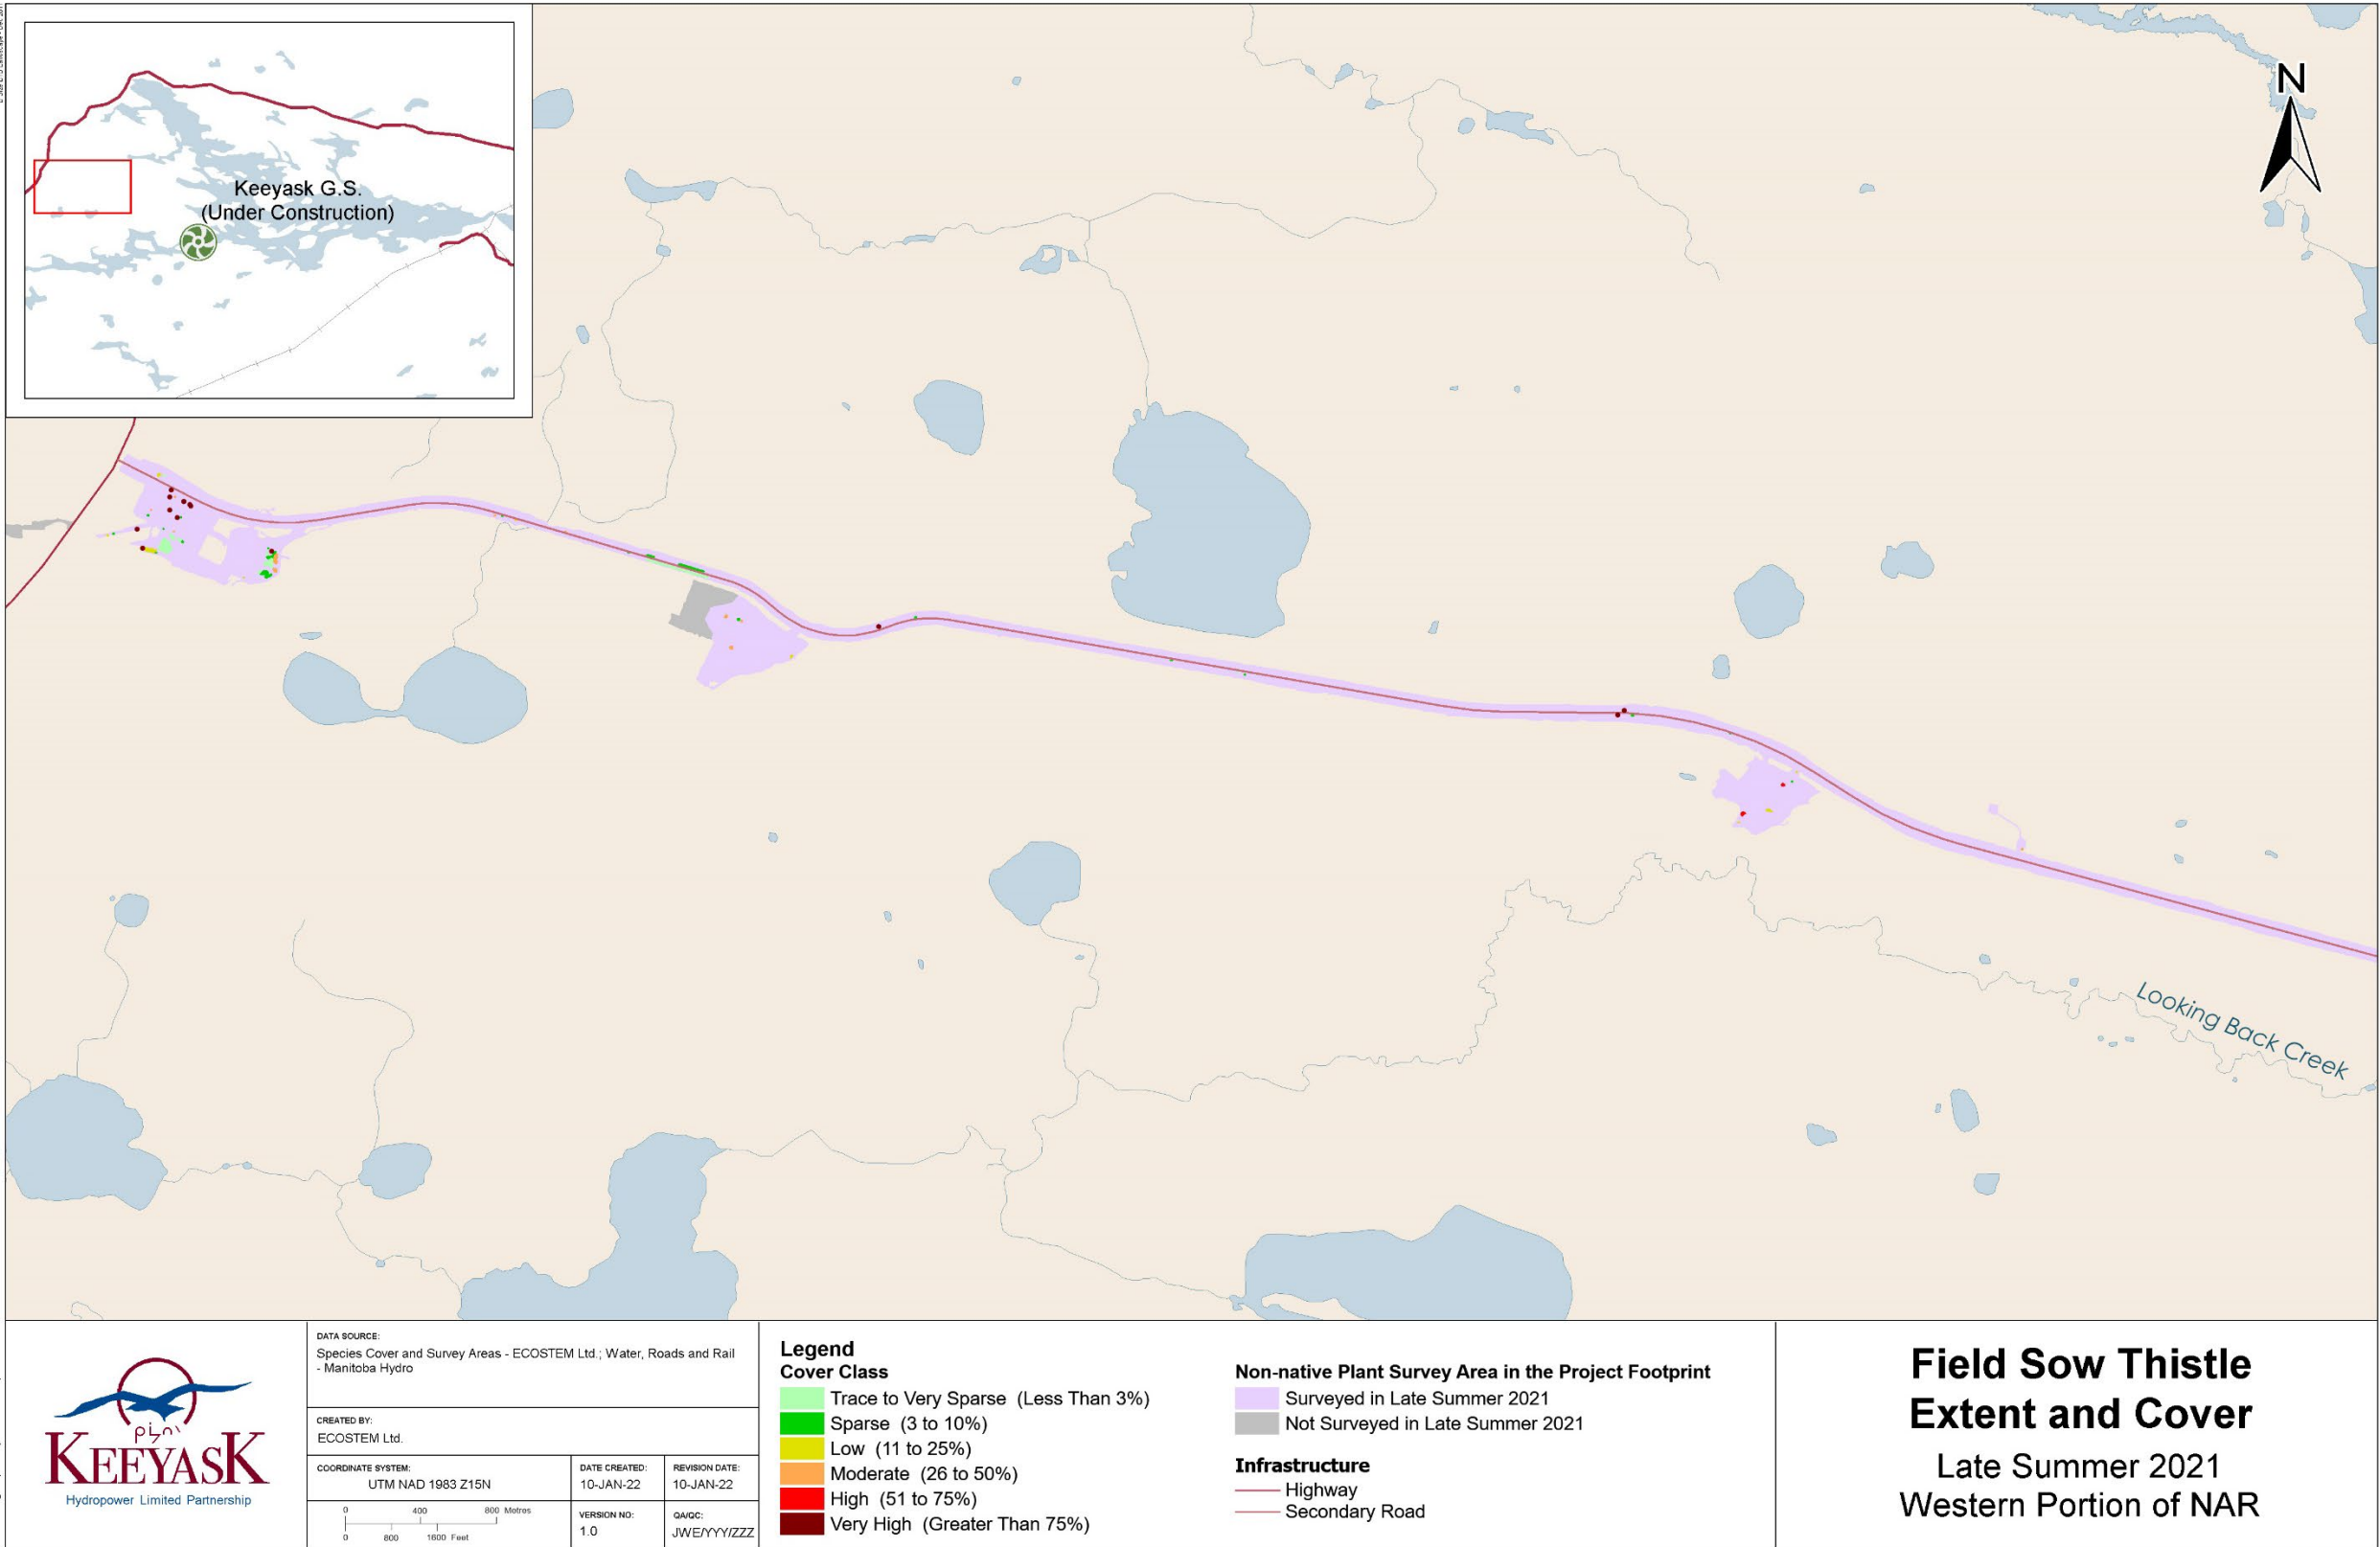 Keeyask G.S.
(Under Construction)
N
Looking Back Creek
KEEYASK
Hydropower Limited Partnership
DATA SOURCE:
Species Cover and Survey Areas - ECOSTEM Ltd.; Water, Roads and Rail
- Manitoba Hydro
CREATED BY:
ECOSTEM Ltd.
COORDINATE SYSTEM:
UTM NAD 1983 Z15N
DATE CREATED:
10-JAN-22
REVISION DATE:
10-JAN-22
0 400 800 Metres
0 800 1600 Feet
VERSION NO:
1.0
QA/QC:
JWE/YYY/ZZZ
Legend
Cover Class
Trace to Very Sparse (Less Than 3%)
Sparse (3 to 10%)
Low (11 to 25%)
Moderate (26 to 50%)
High (51 to 75%)
Very High (Greater Than 75%)
Non-native Plant Survey Area in the Project Footprint
Surveyed in Late Summer 2021
Not Surveyed in Late Summer 2021
Infrastructure
Highway
Secondary Road
Field Sow Thistle
Extent and Cover
Late Summer 2021
Western Portion of NAR